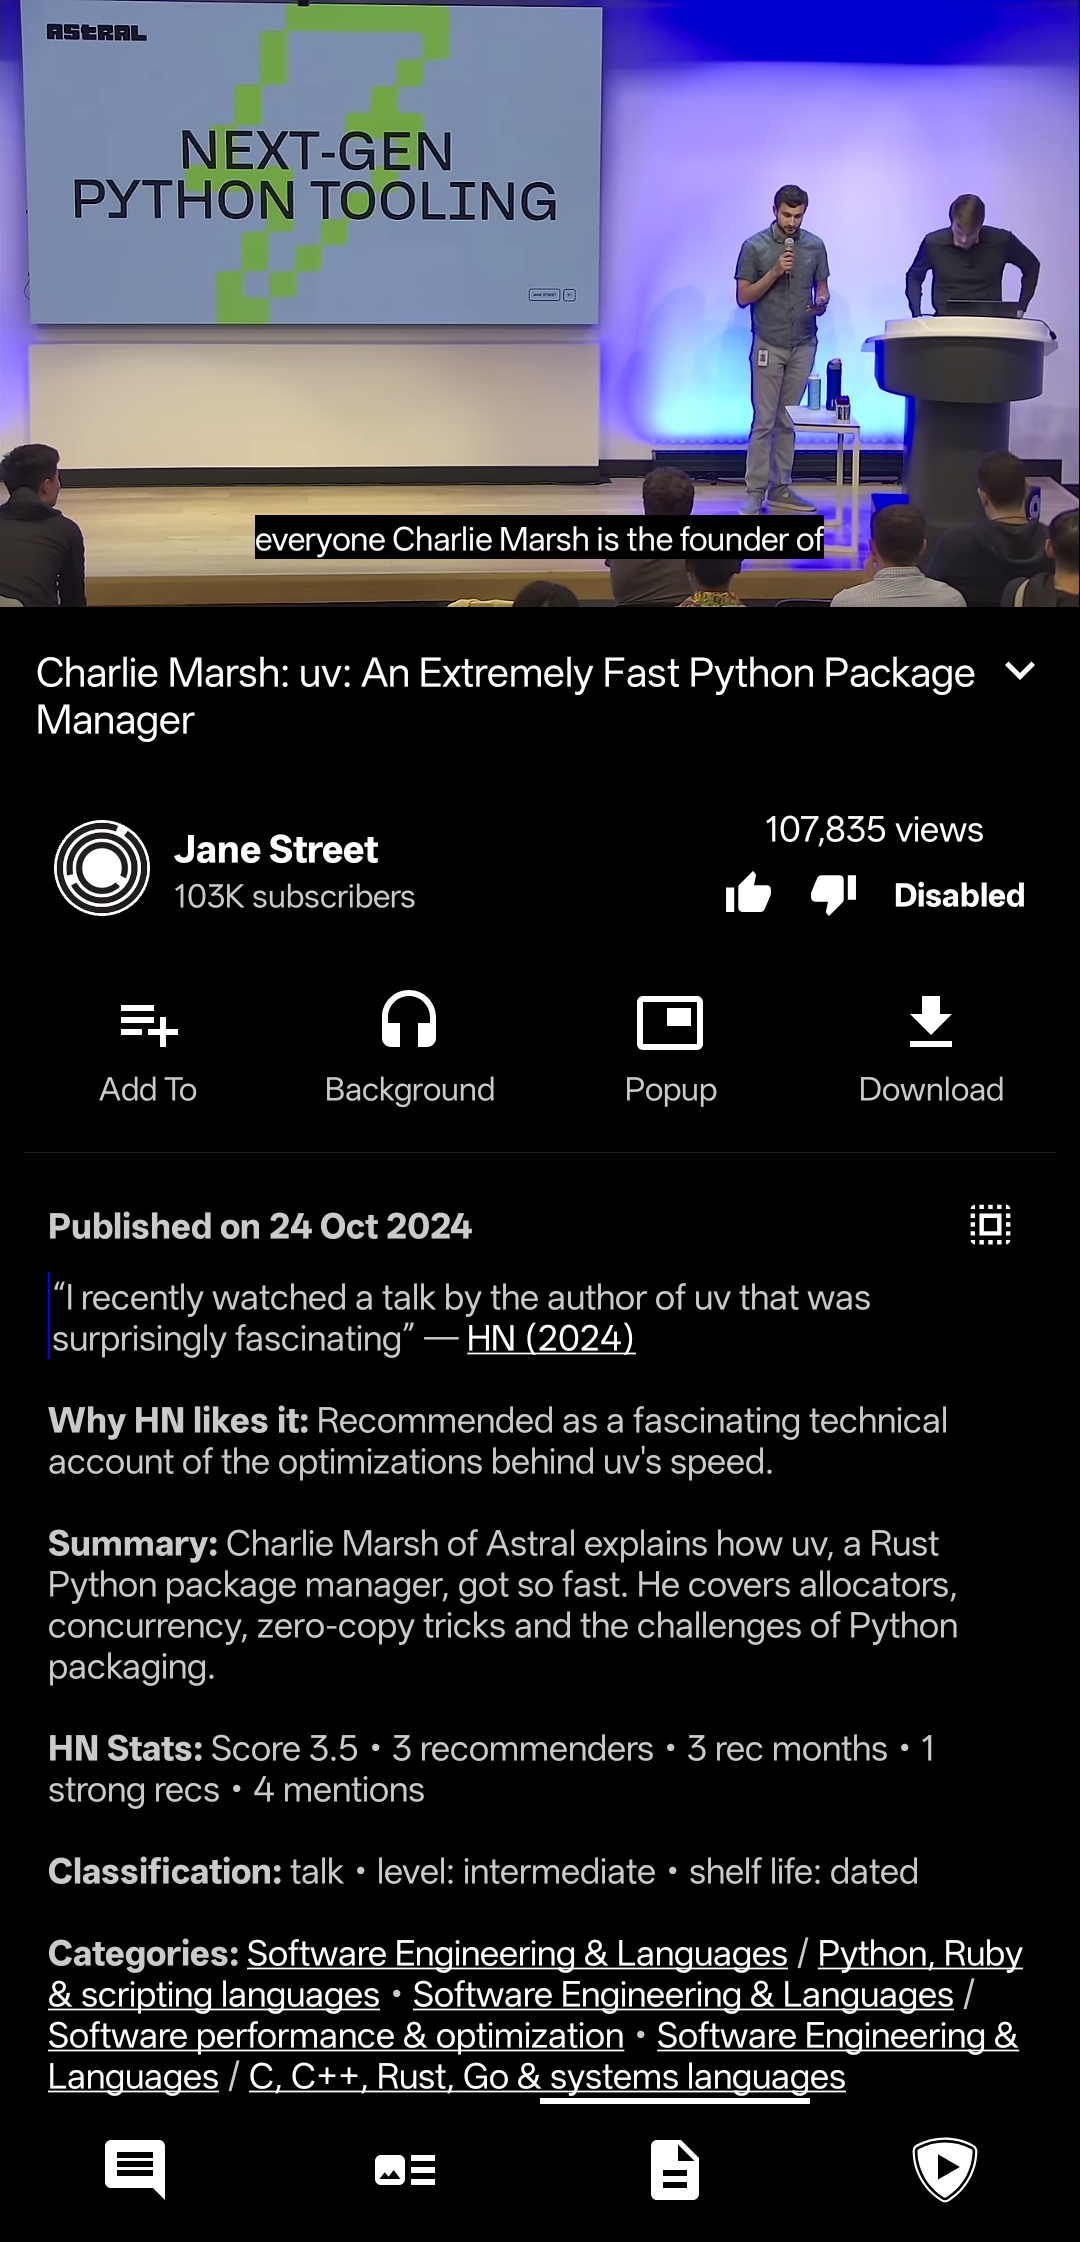 ASTRAL
NEXT-GEN
PYTHON TOOLING
JANE STREET
everyone Charlie Marsh is the founder of
Charlie Marsh: uv: An Extremely Fast Python Package
Manager
Jane Street
103K subscribers
107,835 views
Disabled
Add To
Background
Popup
Download
Published on 24 Oct 2024
“I recently watched a talk by the author of uv that was
surprisingly fascinating” — HN (2024)
Why HN likes it: Recommended as a fascinating technical
account of the optimizations behind uv's speed.
Summary: Charlie Marsh of Astral explains how uv, a Rust
Python package manager, got so fast. He covers allocators,
concurrency, zero-copy tricks and the challenges of Python
packaging.
HN Stats: Score 3.5 • 3 recommenders • 3 rec months • 1
strong recs • 4 mentions
Classification: talk • level: intermediate • shelf life: dated
Categories: Software Engineering & Languages / Python, Ruby
& scripting languages • Software Engineering & Languages /
Software performance & optimization • Software Engineering &
Languages / C, C++, Rust, Go & systems languages